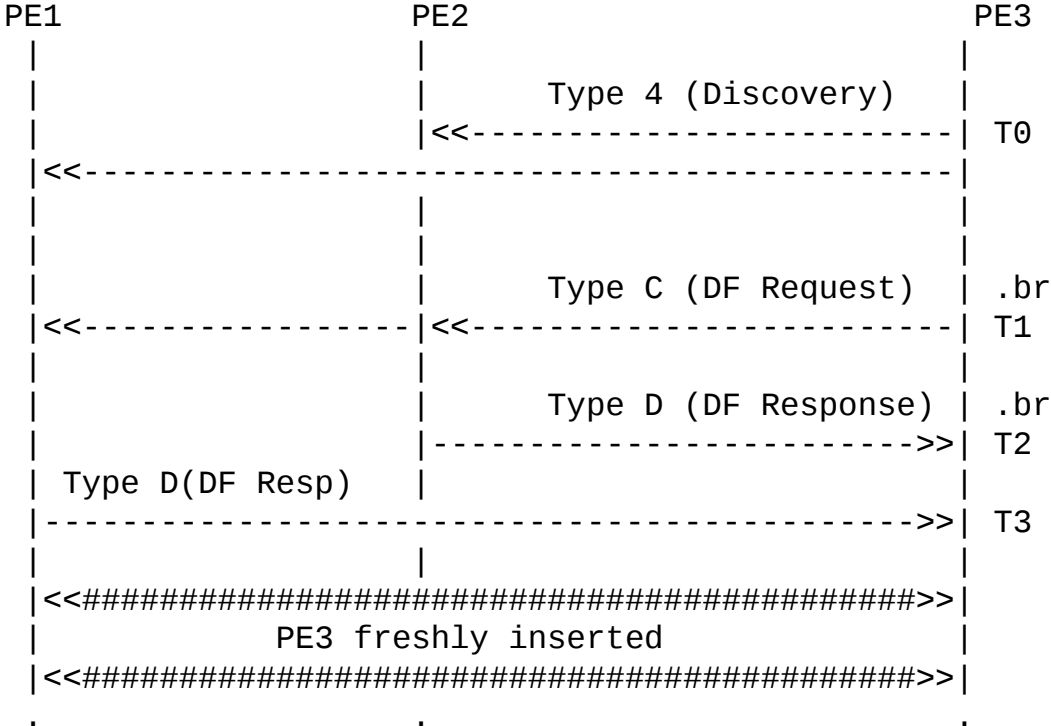 PE1 PE2 PE3
Type 4 (Discovery)
T0
Type C (DF Request) .br
T1
Type D (DF Response) .br
T2
Type D(DF Resp)
T3
PE3 freshly inserted